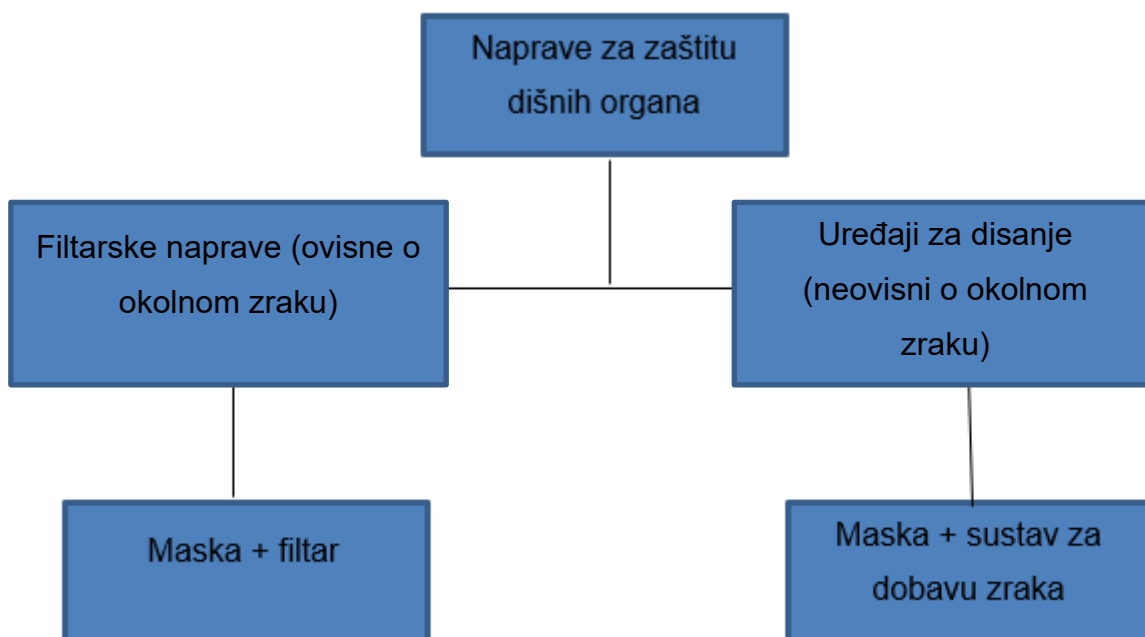 Naprave za zaštitu
dišnih organa
Filtarske naprave (ovisne o
okolnom zraku)
Uređaji za disanje
(neovisni o okolnom
zraku)
Maska + filtar
Maska + sustav za
dobavu zraka